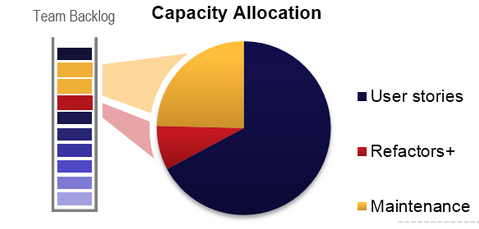 Capacity Allocation
Team Backlog
User stories
Refactors+
Maintenance